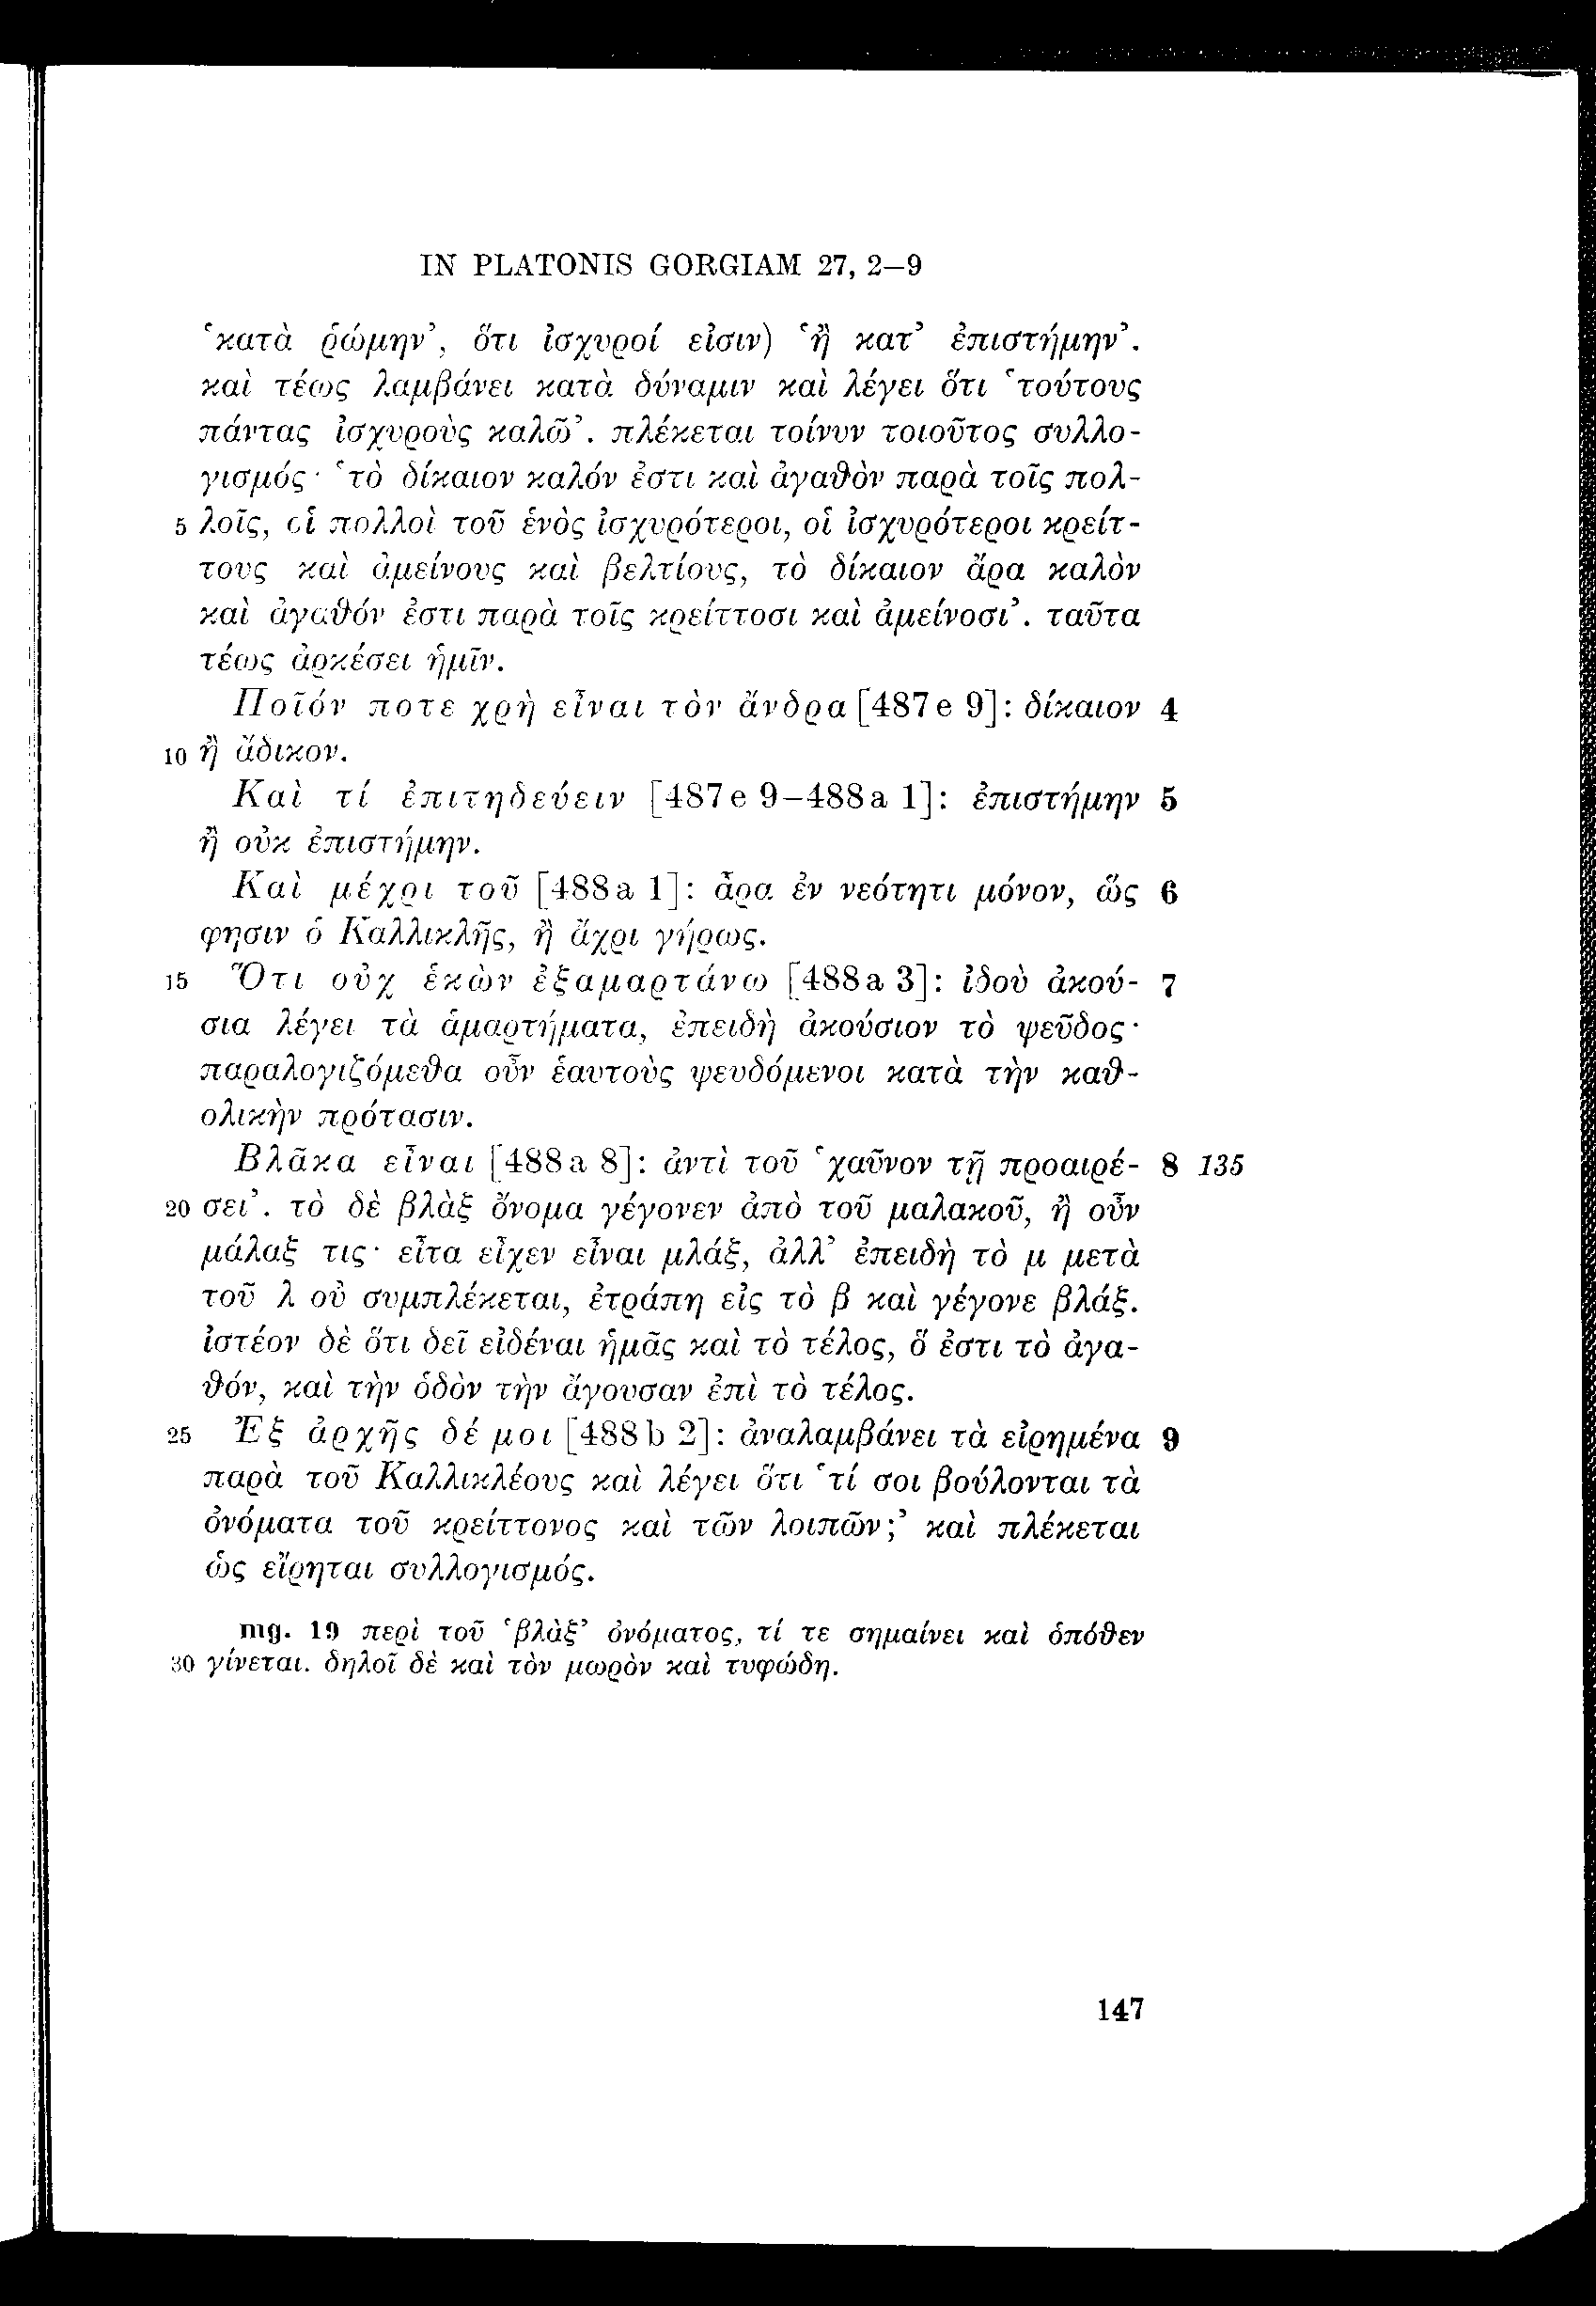 IN PLATONIS GORGIAM 27, 2–9
‘κατὰ ῥώμην’, ὅτι ἰσχυροί εἰσιν) ‘ἢ κατ’ ἐπιστήμην’.
καὶ τέως λαμβάνει κατὰ δύναμιν καὶ λέγει ὅτι ‘τούτους
πάντας ἰσχυροὺς καλῶ’. πλέκεται τοίνυν τοιοῦτος συλλο-
γισμός· ‘τὸ δίκαιον καλόν ἐστι καὶ ἀγαθὸν παρὰ τοῖς πολ-
5 λοῖς, οἱ πολλοὶ τοῦ ἑνὸς ἰσχυρότεροι, οἱ ἰσχυρότεροι κρείτ-
τους καὶ ἀμείνους καὶ βελτίους, τὸ δίκαιον ἄρα καλὸν
καὶ ἀγαθόν ἐστι παρὰ τοῖς κρείττοσι καὶ ἀμείνοσι’. ταῦτα
τέως ἀρκέσει ἡμῖν.
Ποῖόν ποτε χρὴ εἶναι τὸν ἄνδρα [487e 9]: δίκαιον 4
10 ἢ ἄδικον.
Καὶ τί ἐπιτηδεύειν [487e 9–488a 1]: ἐπιστήμην 5
ἢ οὐκ ἐπιστήμην.
Καὶ μέχρι τοῦ [488a 1]: ἆρα ἐν νεότητι μόνον, ὥς 6
φησιν ὁ Καλλικλῆς, ἢ ἄχρι γήρως.
15 Ὅτι οὐχ ἑκὼν ἐξαμαρτάνω [488a 3]: ἰδοὺ ἀκού- 7
σια λέγει τὰ ἁμαρτήματα, ἐπειδὴ ἀκούσιον τὸ ψεῦδος·
παραλογιζόμεθα οὖν ἑαυτοὺς ψευδόμενοι κατὰ τὴν καθ-
ολικὴν πρότασιν.
Βλᾶκα εἶναι [488a 8]: ἀντὶ τοῦ ‘χαῦνον τῇ προαιρέ- 8 135
20 σει’. τὸ δὲ βλὰξ ὄνομα γέγονεν ἀπὸ τοῦ μαλακοῦ, ἢ οὖν
μάλαξ τις· εἶτα εἶχεν εἶναι μλάξ, ἀλλ’ ἐπειδὴ τὸ μ μετὰ
τοῦ λ οὐ συμπλέκεται, ἐτράπη εἰς τὸ β καὶ γέγονε βλάξ.
ἰστέον δὲ ὅτι δεῖ εἰδέναι ἡμᾶς καὶ τὸ τέλος, ὅ ἐστι τὸ ἀγα-
θόν, καὶ τὴν ὁδὸν τὴν ἄγουσαν ἐπὶ τὸ τέλος.
25 Ἐξ ἀρχῆς δέ μοι [488b 2]: ἀναλαμβάνει τὰ εἰρημένα 9
παρὰ τοῦ Καλλικλέους καὶ λέγει ὅτι ‘τί σοι βούλονται τὰ
ὀνόματα τοῦ κρείττονος καὶ τῶν λοιπῶν;’ καὶ πλέκεται
ὡς εἴρηται συλλογισμός.
mg. 19 περὶ τοῦ ‘βλὰξ’ ὀνόματος, τί τε σημαίνει καὶ ὁπόθεν
30 γίνεται. δηλοῖ δὲ καὶ τὸν μωρὸν καὶ τυφώδη.
147